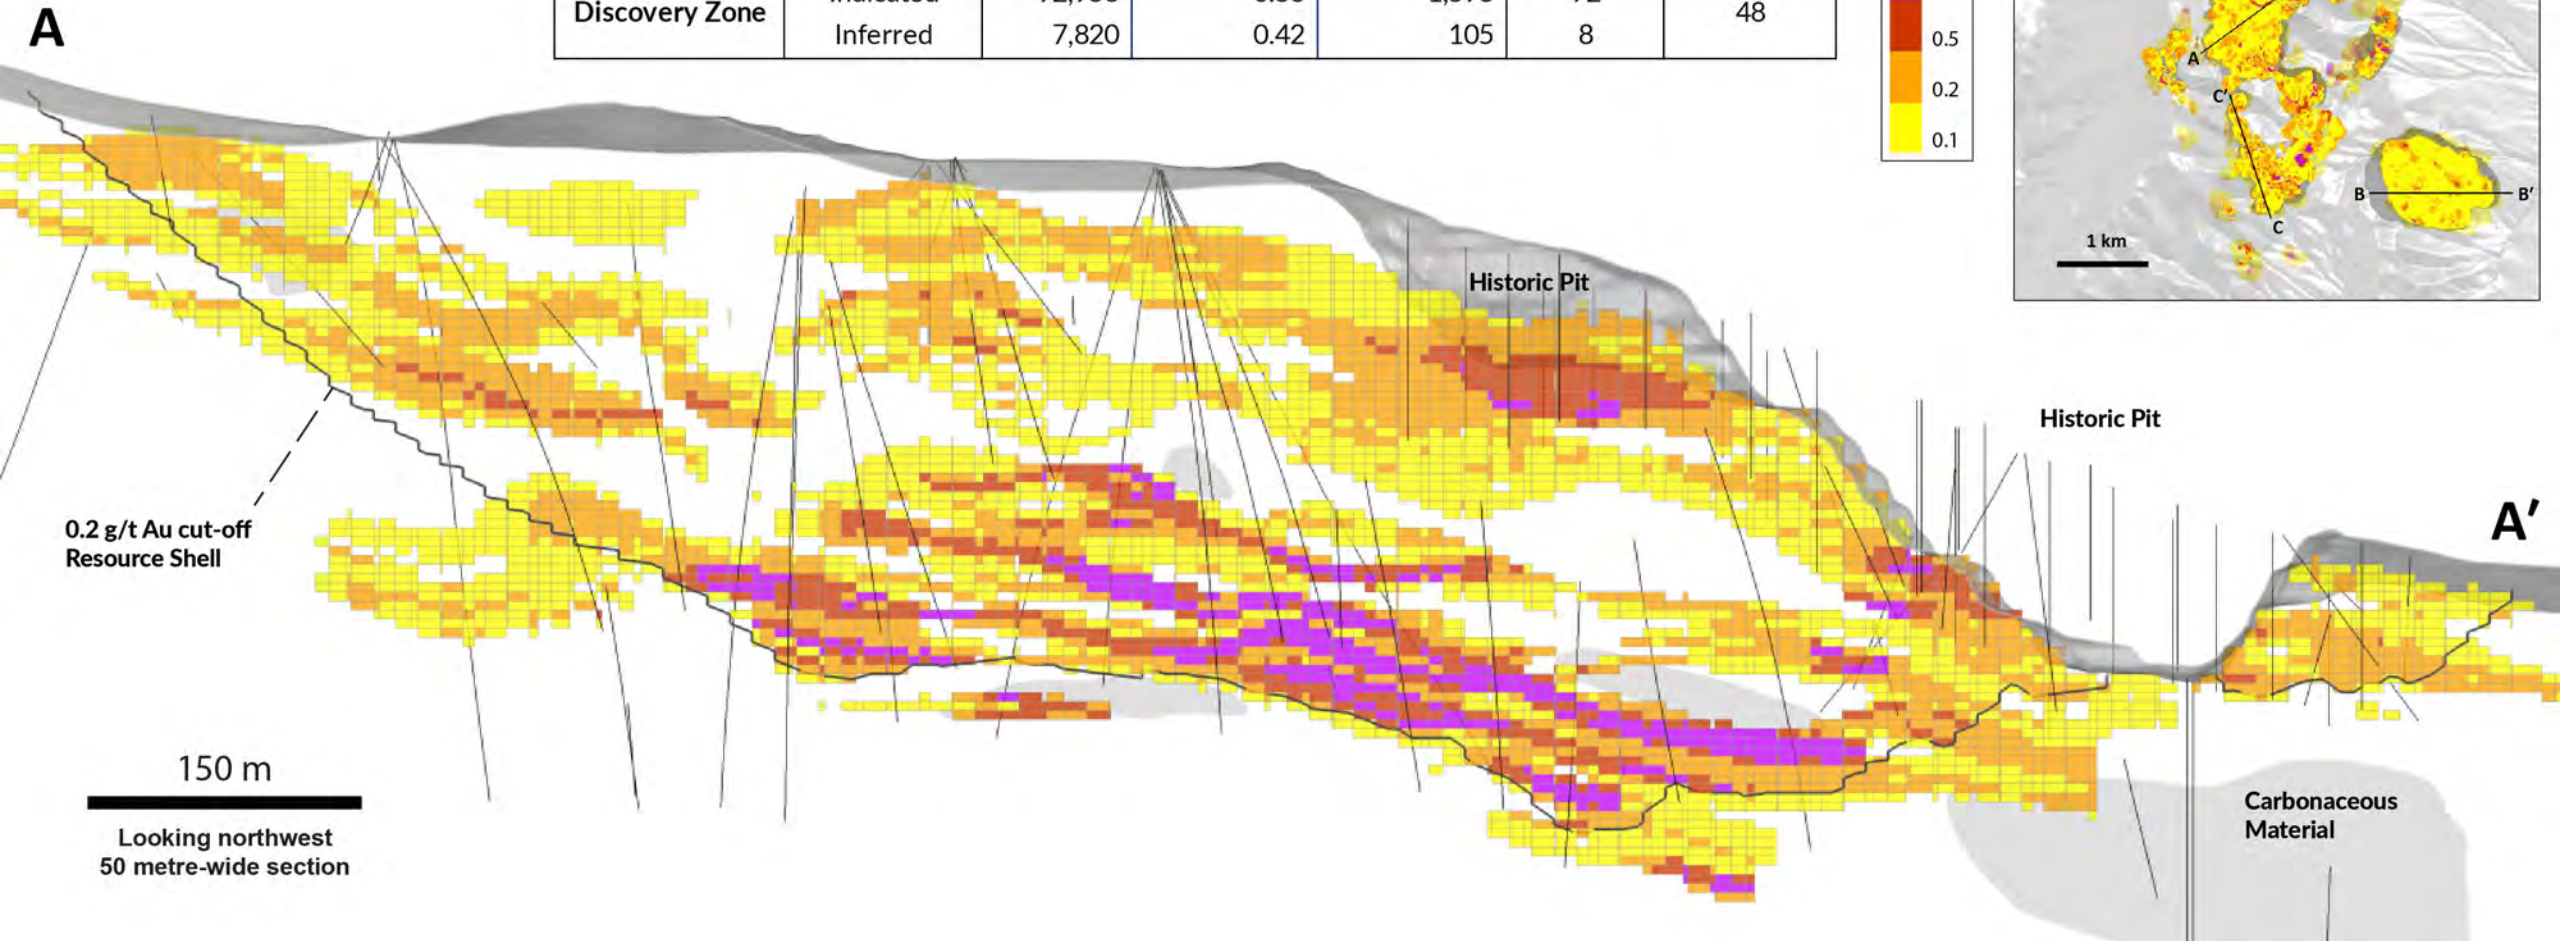 A
Discovery Zone
48
Inferred 7,820 0.42 105 8
0.5
0.2
0.1
A
C′
B B′
C
1 km
Historic Pit
Historic Pit
A′
0.2 g/t Au cut-off
Resource Shell
150 m
Looking northwest
50 metre-wide section
Carbonaceous
Material